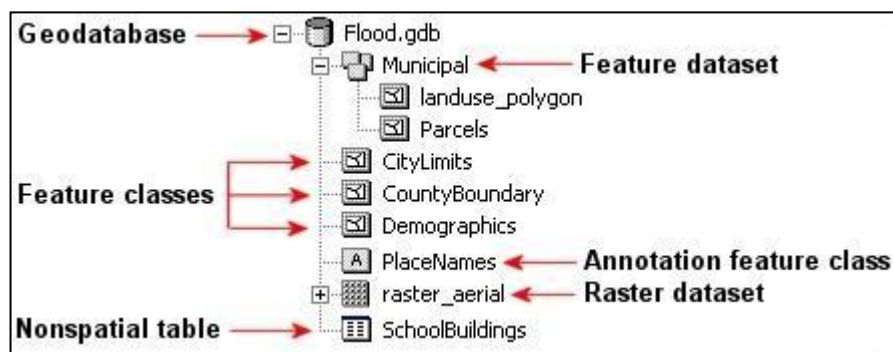 Geodatabase Flood.gdb
Municipal Feature dataset
landuse_polygon
Parcels
CityLimits
Feature classes CountyBoundary
Demographics
A PlaceNames Annotation feature class
raster_aerial Raster dataset
Nonspatial table SchoolBuildings